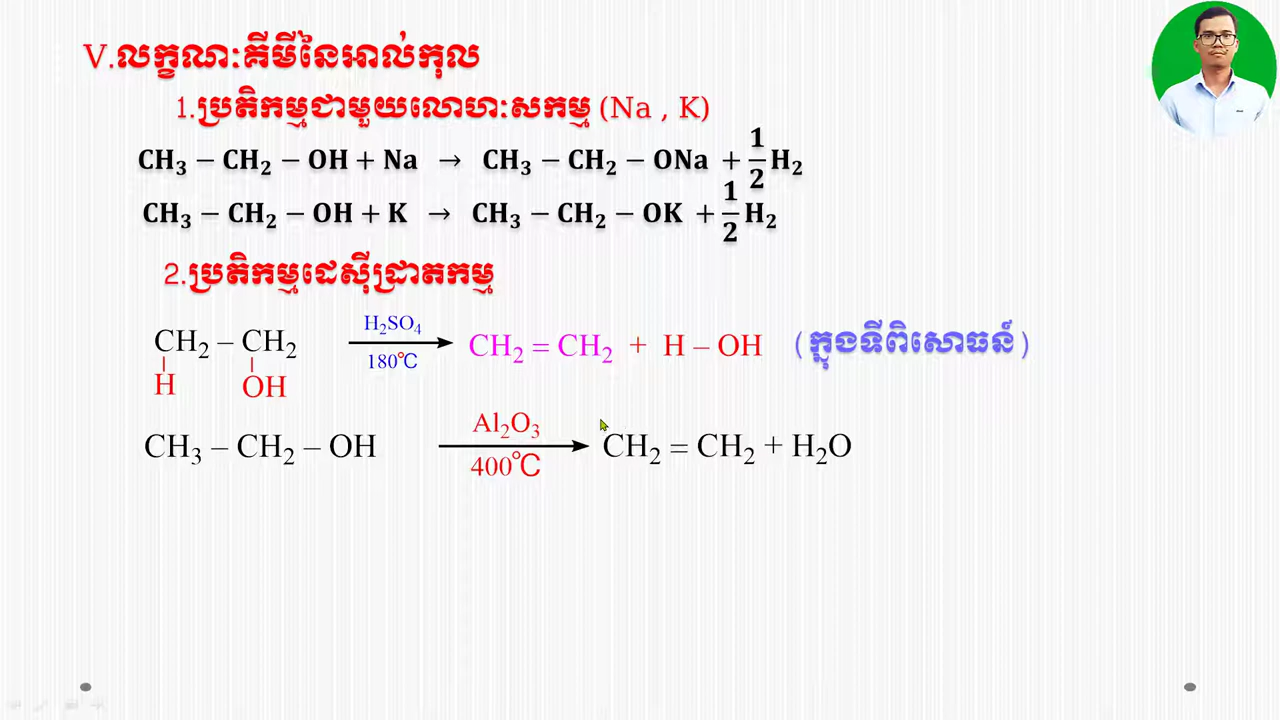 V.លក្ខណៈគីមីនៃអាល់កុល
1.ប្រតិកម្មជាមួយលោហៈសកម្ម (Na , K)
CH₃ − CH₂ − OH + Na → CH₃ − CH₂ − ONa + 1/2 H₂
CH₃ − CH₂ − OH + K → CH₃ − CH₂ − OK + 1/2 H₂
2.ប្រតិកម្មដេស៊ីដ្រាតកម្ម
H₂SO₄
CH₂ – CH₂ → CH₂ = CH₂ + H – OH (ក្នុងទីពិសោធន៍)
180℃
H OH
Al₂O₃
CH₃ – CH₂ – OH → CH₂ = CH₂ + H₂O
400℃